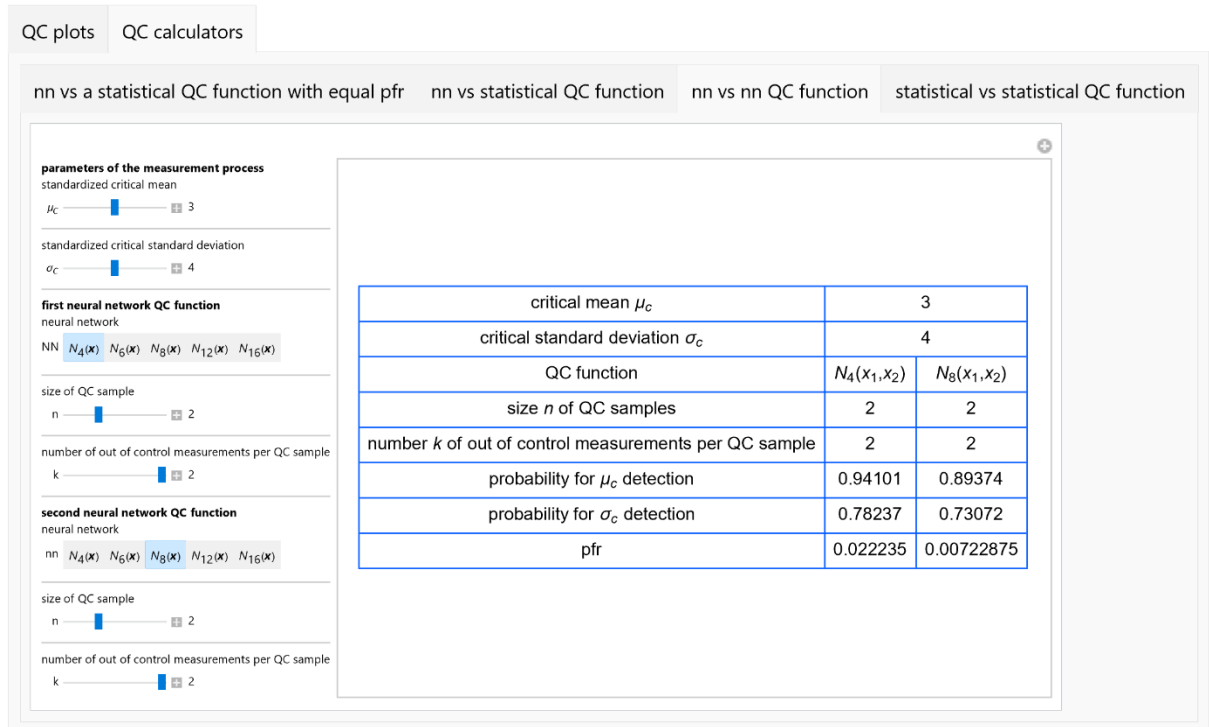 QC plots QC calculators
nn vs a statistical QC function with equal pfr nn vs statistical QC function nn vs nn QC function statistical vs statistical QC function
parameters of the measurement process
standardized critical mean
μc 3
standardized critical standard deviation
σc 4
first neural network QC function
neural network
NN N4(x) N6(x) N8(x) N12(x) N16(x)
size of QC sample
n 2
number of out of control measurements per QC sample
k 2
second neural network QC function
neural network
nn N4(x) N6(x) N8(x) N12(x) N16(x)
size of QC sample
n 2
number of out of control measurements per QC sample
k 2
critical mean μc 3
critical standard deviation σc 4
QC function N4(x1,x2) N8(x1,x2)
size n of QC samples 2 2
number k of out of control measurements per QC sample 2 2
probability for μc detection 0.94101 0.89374
probability for σc detection 0.78237 0.73072
pfr 0.022235 0.00722875